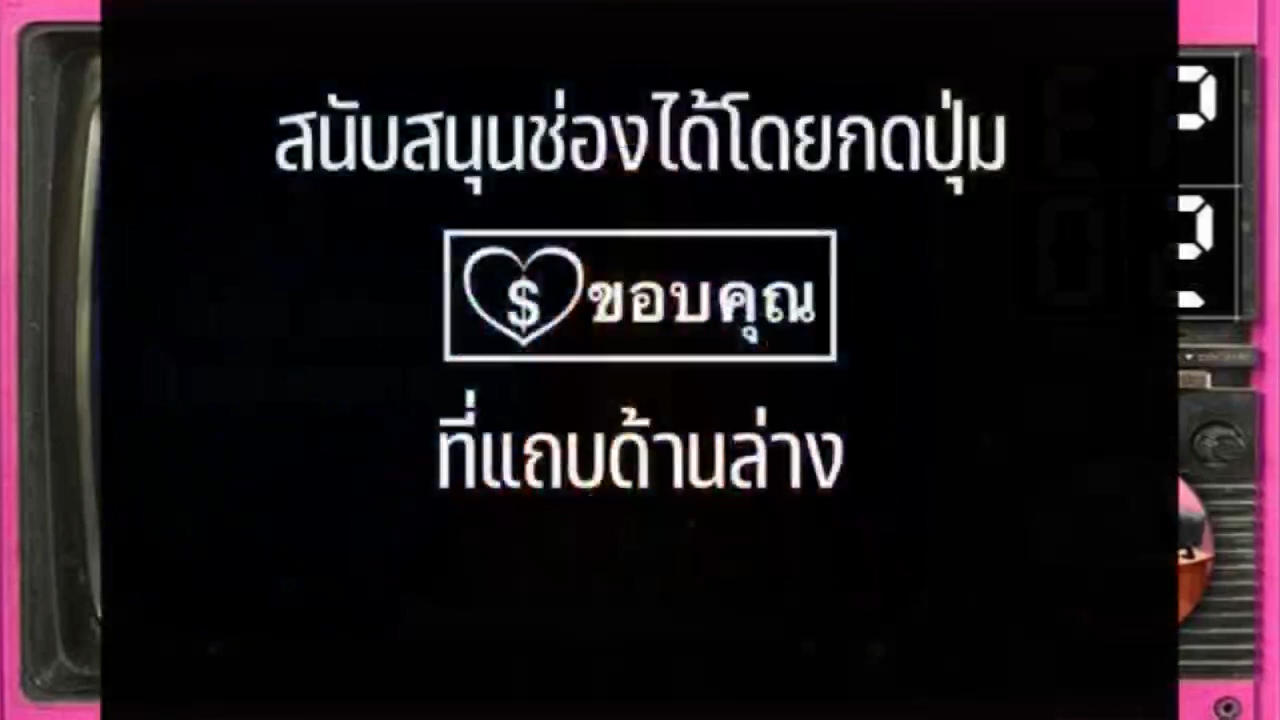 สนับสนุนช่องได้โดยกดปุ่ม
$ ขอบคุณ
ที่แถบด้านล่าง